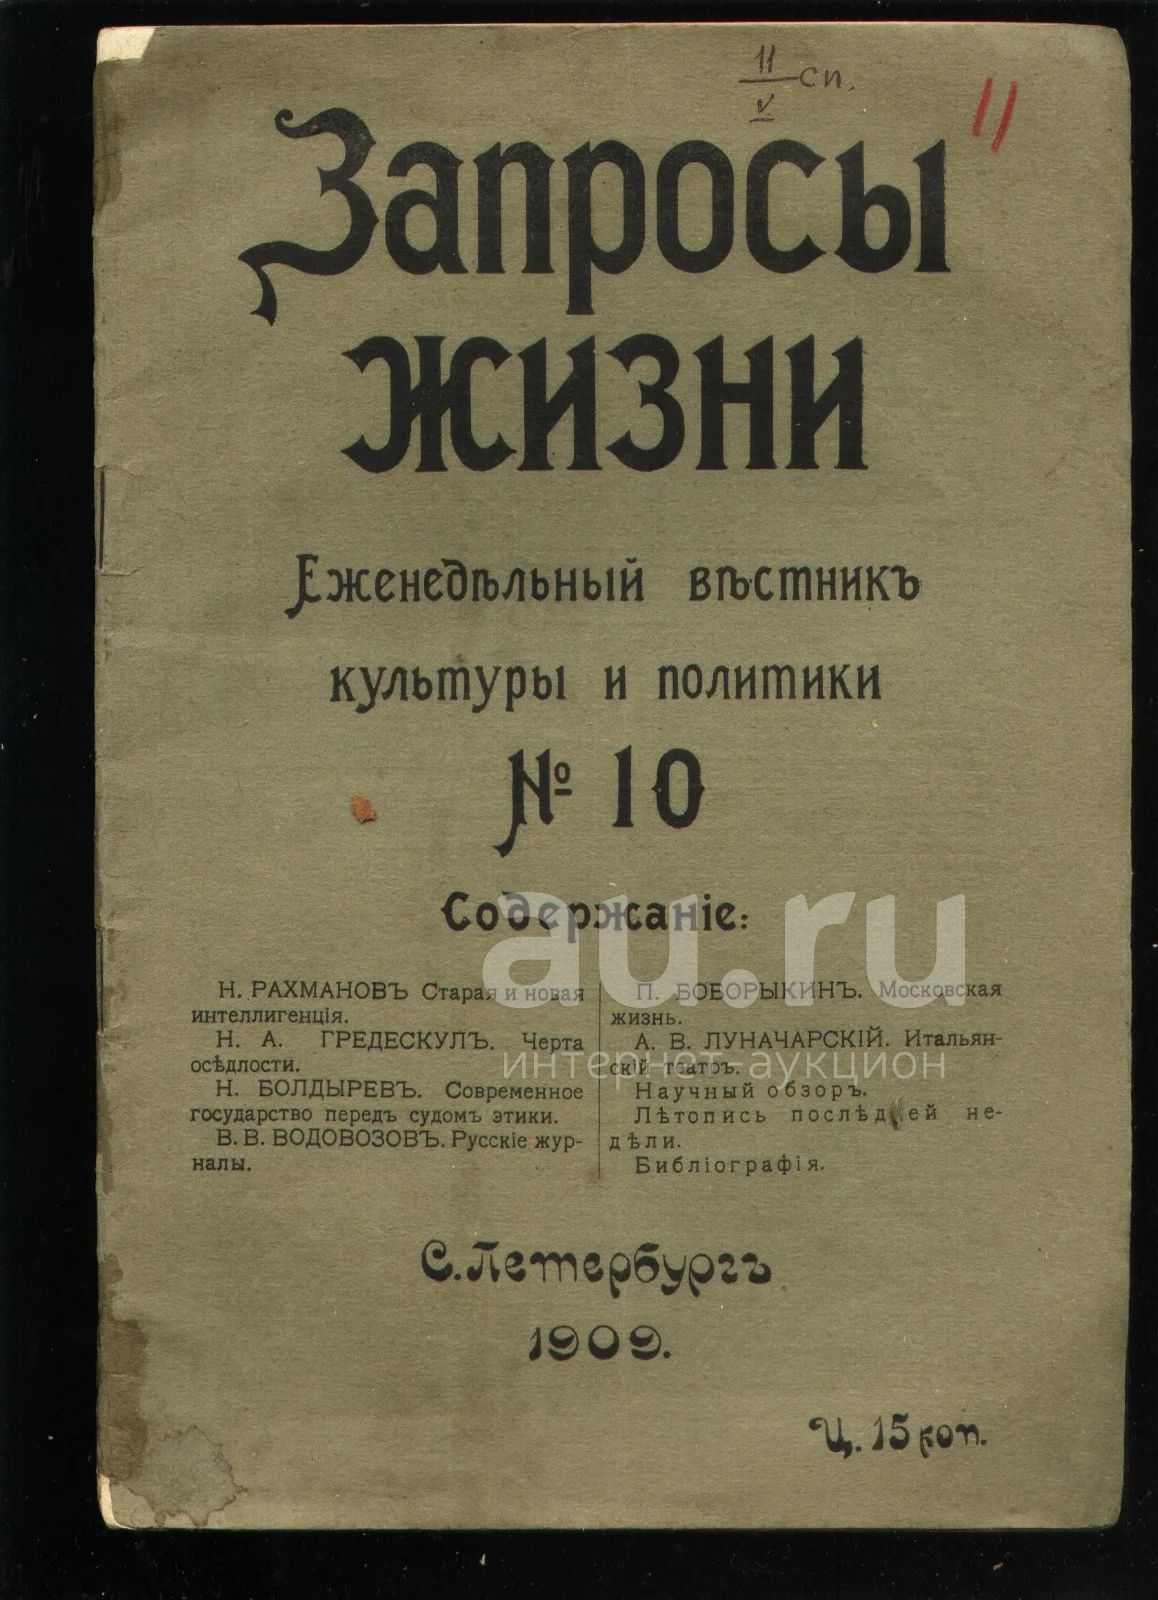 11 сп.
V
11
Запросы
жизни
Еженедѣльный вѣстникъ
культуры и политики
№ 10
Содержаніе:
Н. РАХМАНОВЪ Старая и новая
интеллигенція.
Н. А. ГРЕДЕСКУЛЪ. Черта
осѣдлости.
Н. БОЛДЫРЕВЪ. Современное
государство передъ судомъ этики.
В. В. ВОДОВОЗОВЪ. Русскіе жур-
налы.
П. БОБОРЫКИНЪ. Московская
жизнь.
А. В. ЛУНАЧАРСКІЙ. Итальян-
скій театръ.
Научный обзоръ.
Лѣтопись послѣдней не-
дѣли.
Библіографія.
au.ru
интернет-аукцион
С.Петербургъ
1909.
Ц. 15 коп.